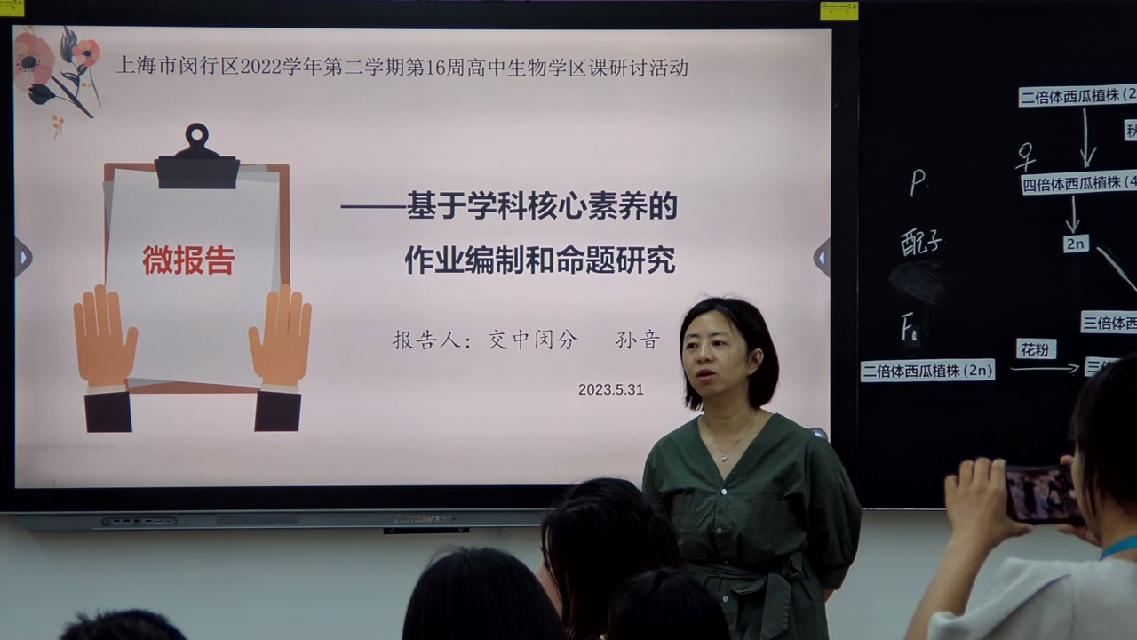 上海市闵行区2022学年第二学期第16周高中生物学区课研讨活动
微报告
——基于学科核心素养的
作业编制和命题研究
报告人：交中闵分 孙音
2023.5.31
二倍体西瓜植株(2
秋
♀
四倍体西瓜植株(4
P.
2n
配子
三倍体西
F
花粉
二倍体西瓜植株(2n)
三倍